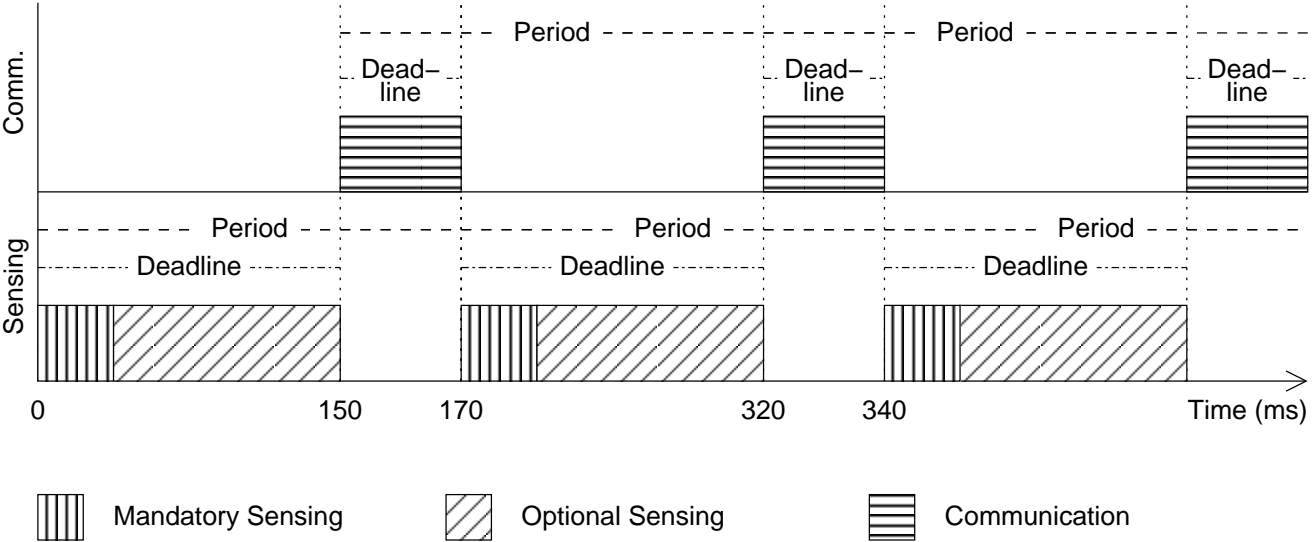 Comm.
Period
Period
Dead–
line
Dead–
line
Dead–
line
Sensing
Period
Period
Period
Deadline
Deadline
Deadline
0
150
170
320
340
Time (ms)
Mandatory Sensing
Optional Sensing
Communication